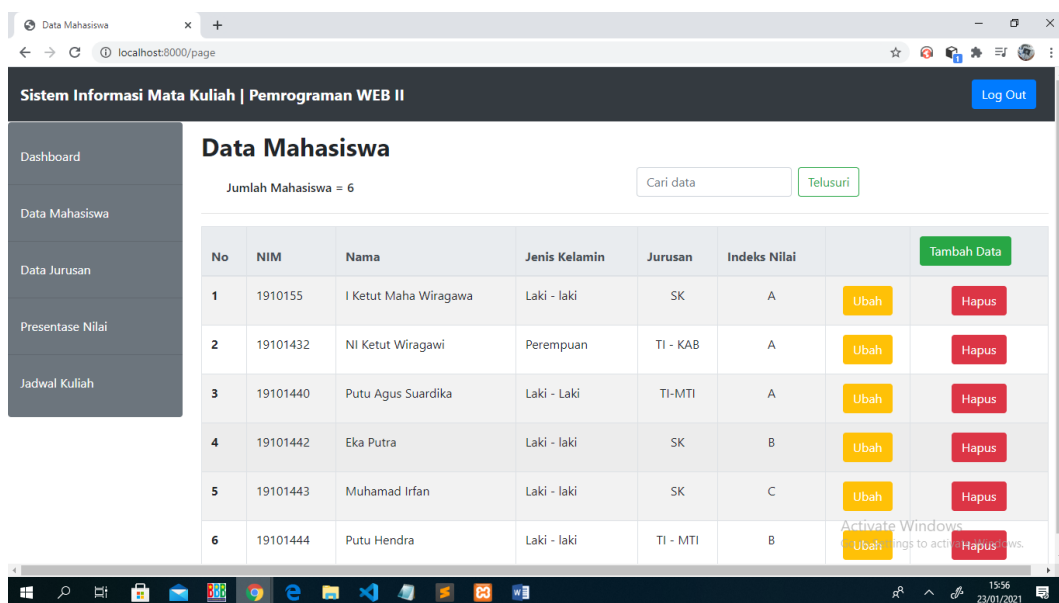 Data Mahasiswa
localhost:8000/page
Sistem Informasi Mata Kuliah | Pemrograman WEB II
Log Out
Dashboard
Data Mahasiswa
Data Jurusan
Presentase Nilai
Jadwal Kuliah
Data Mahasiswa
Jumlah Mahasiswa = 6
Cari data
Telusuri
No NIM Nama Jenis Kelamin Jurusan Indeks Nilai Tambah Data
1 1910155 I Ketut Maha Wiragawa Laki - laki SK A Ubah Hapus
2 19101432 NI Ketut Wiragawi Perempuan TI - KAB A Ubah Hapus
3 19101440 Putu Agus Suardika Laki - Laki TI-MTI A Ubah Hapus
4 19101442 Eka Putra Laki - laki SK B Ubah Hapus
5 19101443 Muhamad Irfan Laki - laki SK C Ubah Hapus
6 19101444 Putu Hendra Laki - laki TI - MTI B Ubah Hapus
Activate Windows
15:56
23/01/2021